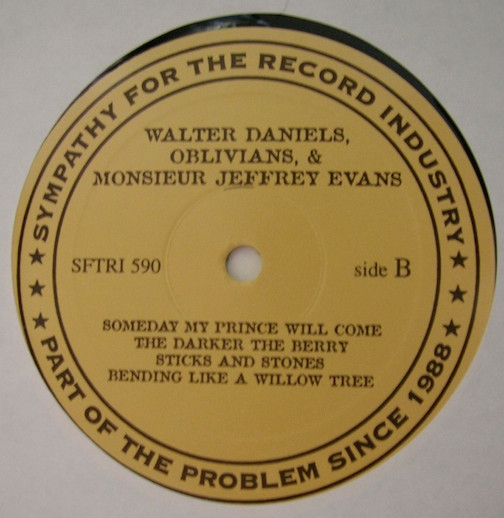 SYMPATHY FOR THE RECORD INDUSTRY
WALTER DANIELS,
OBLIVIANS, &
MONSIEUR JEFFREY EVANS
SFTRI 590
side B
SOMEDAY MY PRINCE WILL COME
THE DARKER THE BERRY
STICKS AND STONES
BENDING LIKE A WILLOW TREE
PART OF THE PROBLEM SINCE 1988